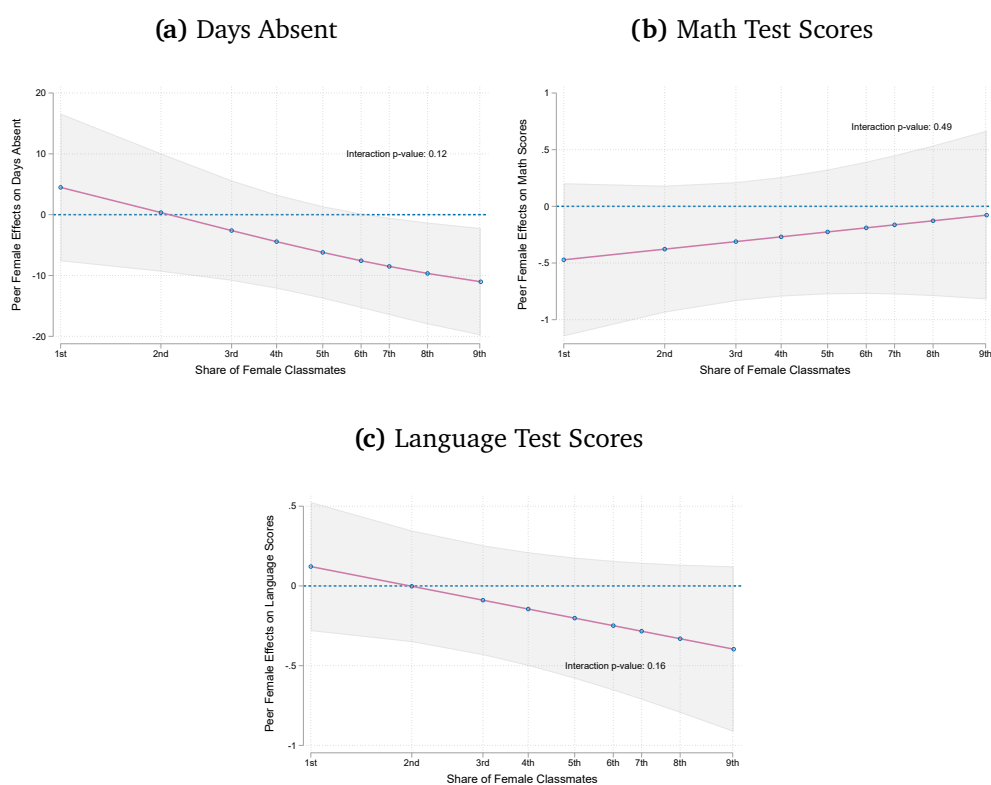 (a) Days Absent
Peer Female Effects on Days Absent
20
10
0
-10
-20
Interaction p-value: 0.12
1st 2nd 3rd 4th 5th 6th 7th 8th 9th
Share of Female Classmates
(b) Math Test Scores
Peer Female Effects on Math Scores
1
.5
0
-.5
-1
Interaction p-value: 0.49
1st 2nd 3rd 4th 5th 6th 7th 8th 9th
Share of Female Classmates
(c) Language Test Scores
Peer Female Effects on Language Scores
.5
0
-.5
-1
Interaction p-value: 0.16
1st 2nd 3rd 4th 5th 6th 7th 8th 9th
Share of Female Classmates